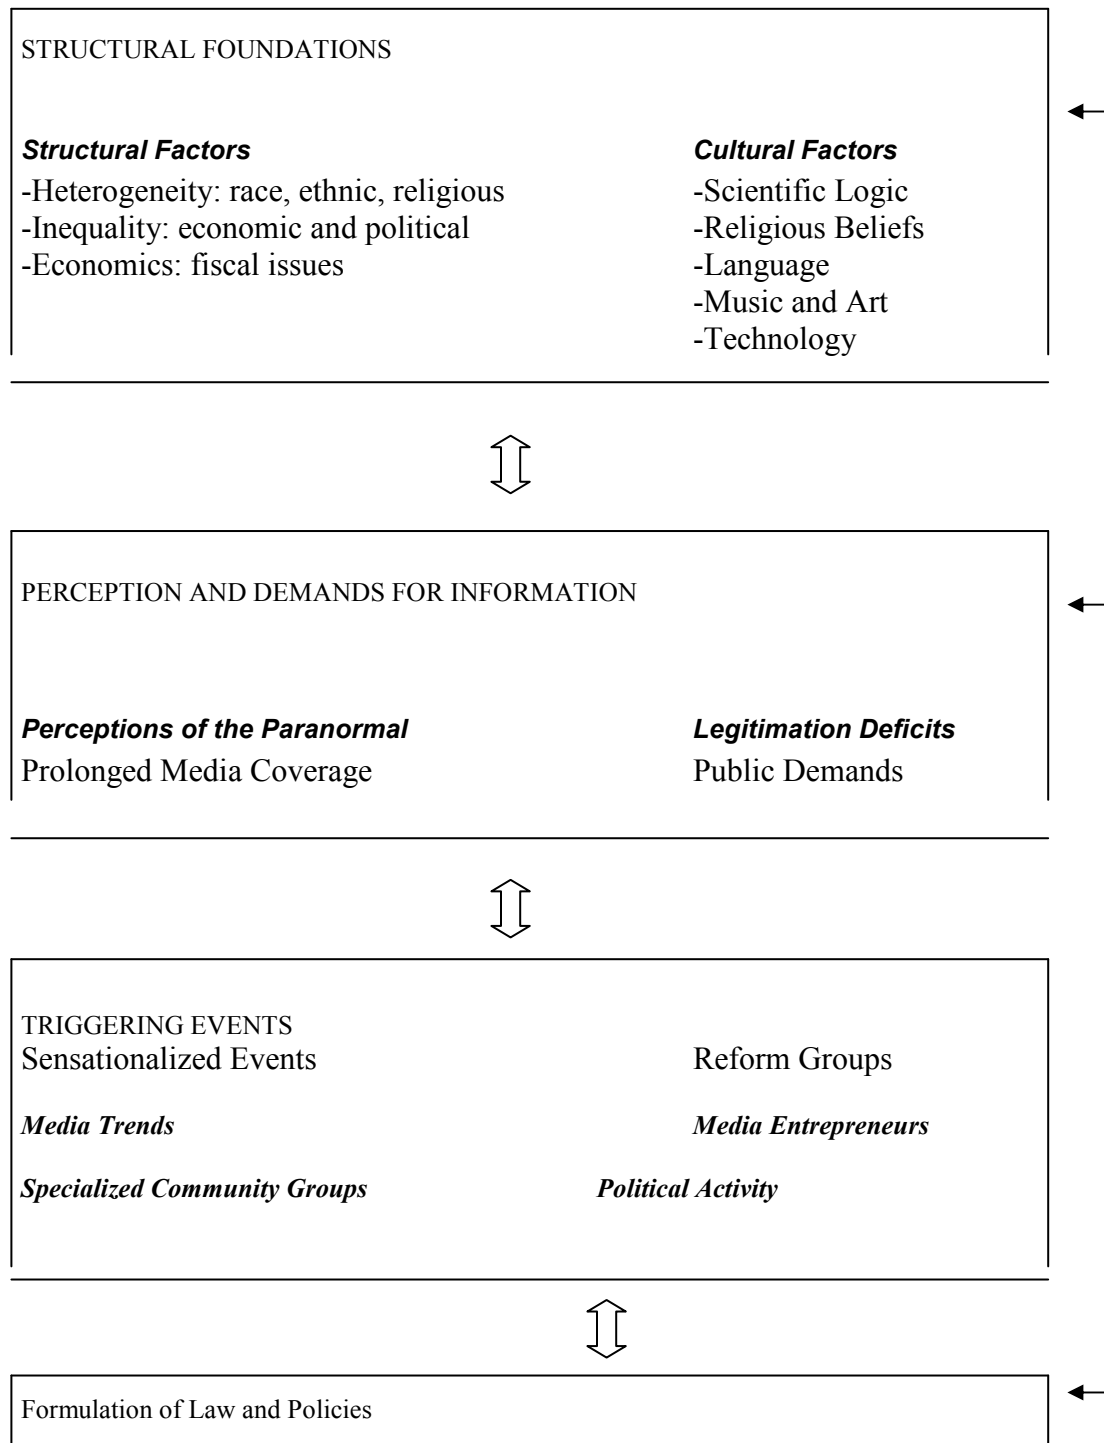 STRUCTURAL FOUNDATIONS
Structural Factors
-Heterogeneity: race, ethnic, religious
-Inequality: economic and political
-Economics: fiscal issues
Cultural Factors
-Scientific Logic
-Religious Beliefs
-Language
-Music and Art
-Technology
PERCEPTION AND DEMANDS FOR INFORMATION
Perceptions of the Paranormal
Prolonged Media Coverage
Legitimation Deficits
Public Demands
TRIGGERING EVENTS
Sensationalized Events
Reform Groups
Media Trends
Media Entrepreneurs
Specialized Community Groups
Political Activity
Formulation of Law and Policies